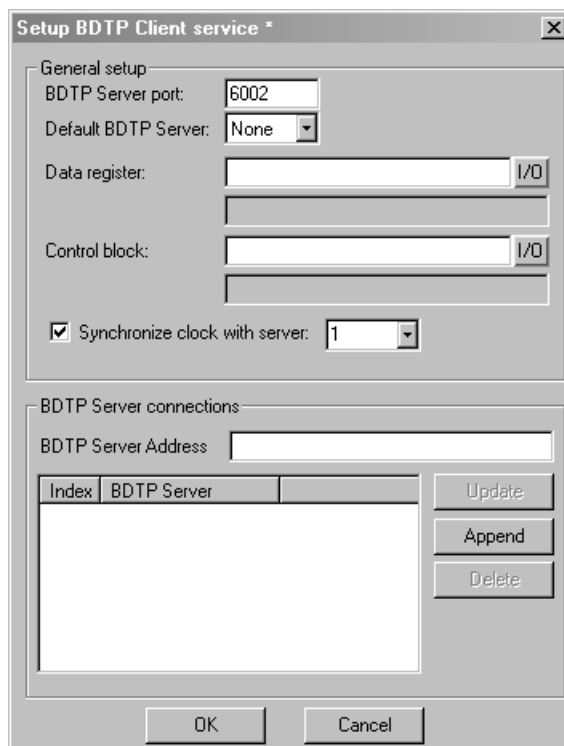 Setup BDTP Client service *
General setup
BDTP Server port: 6002
Default BDTP Server: None
Data register: I/O
Control block: I/O
Synchronize clock with server: 1
BDTP Server connections
BDTP Server Address
Index BDTP Server
Update
Append
Delete
OK Cancel